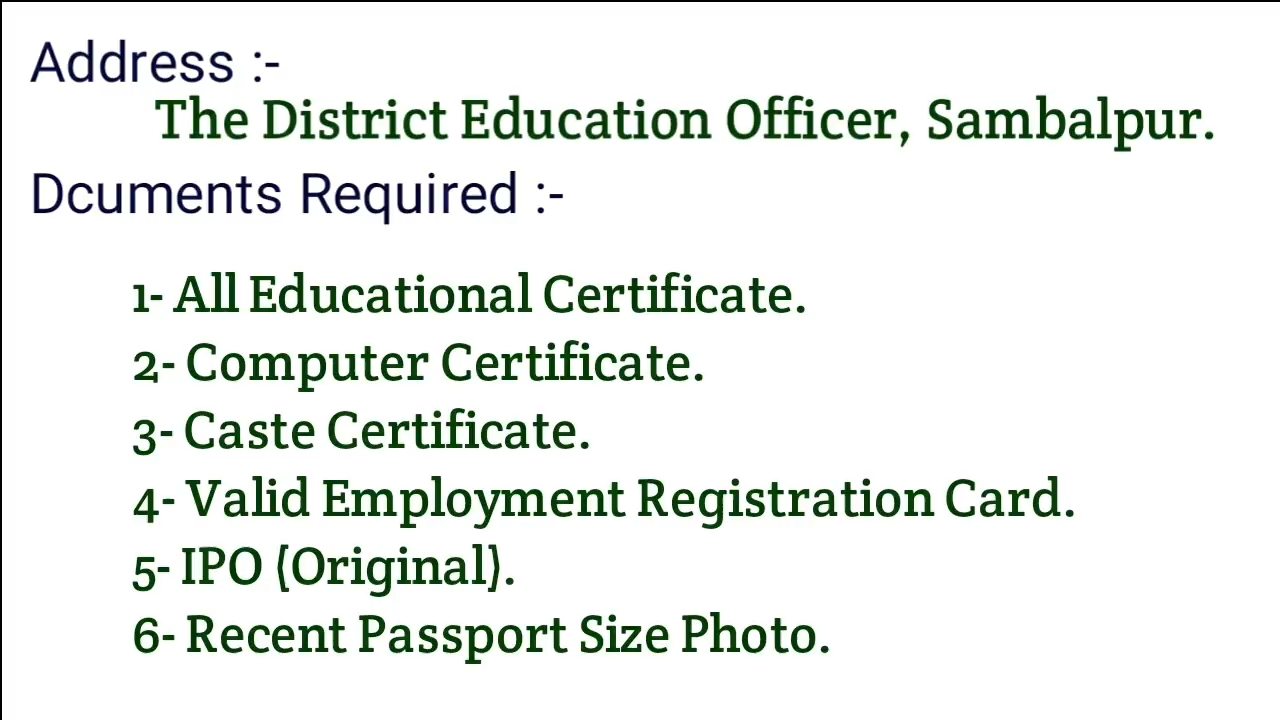 Address :-
The District Education Officer, Sambalpur.
Dcuments Required :-
1- All Educational Certificate.
2- Computer Certificate.
3- Caste Certificate.
4- Valid Employment Registration Card.
5- IPO (Original).
6- Recent Passport Size Photo.